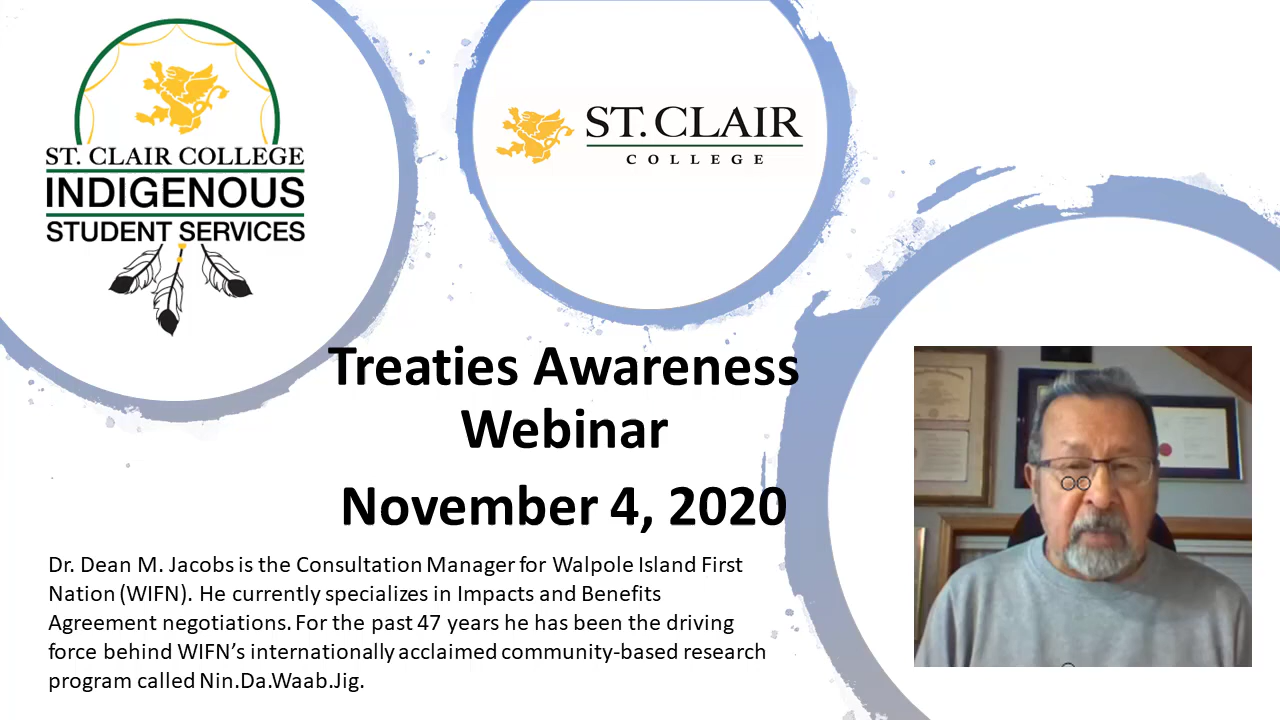 ST. CLAIR COLLEGE
INDIGENOUS
STUDENT SERVICES
ST. CLAIR
COLLEGE
Treaties Awareness
Webinar
November 4, 2020
Dr. Dean M. Jacobs is the Consultation Manager for Walpole Island First
Nation (WIFN). He currently specializes in Impacts and Benefits
Agreement negotiations. For the past 47 years he has been the driving
force behind WIFN’s internationally acclaimed community-based research
program called Nin.Da.Waab.Jig.